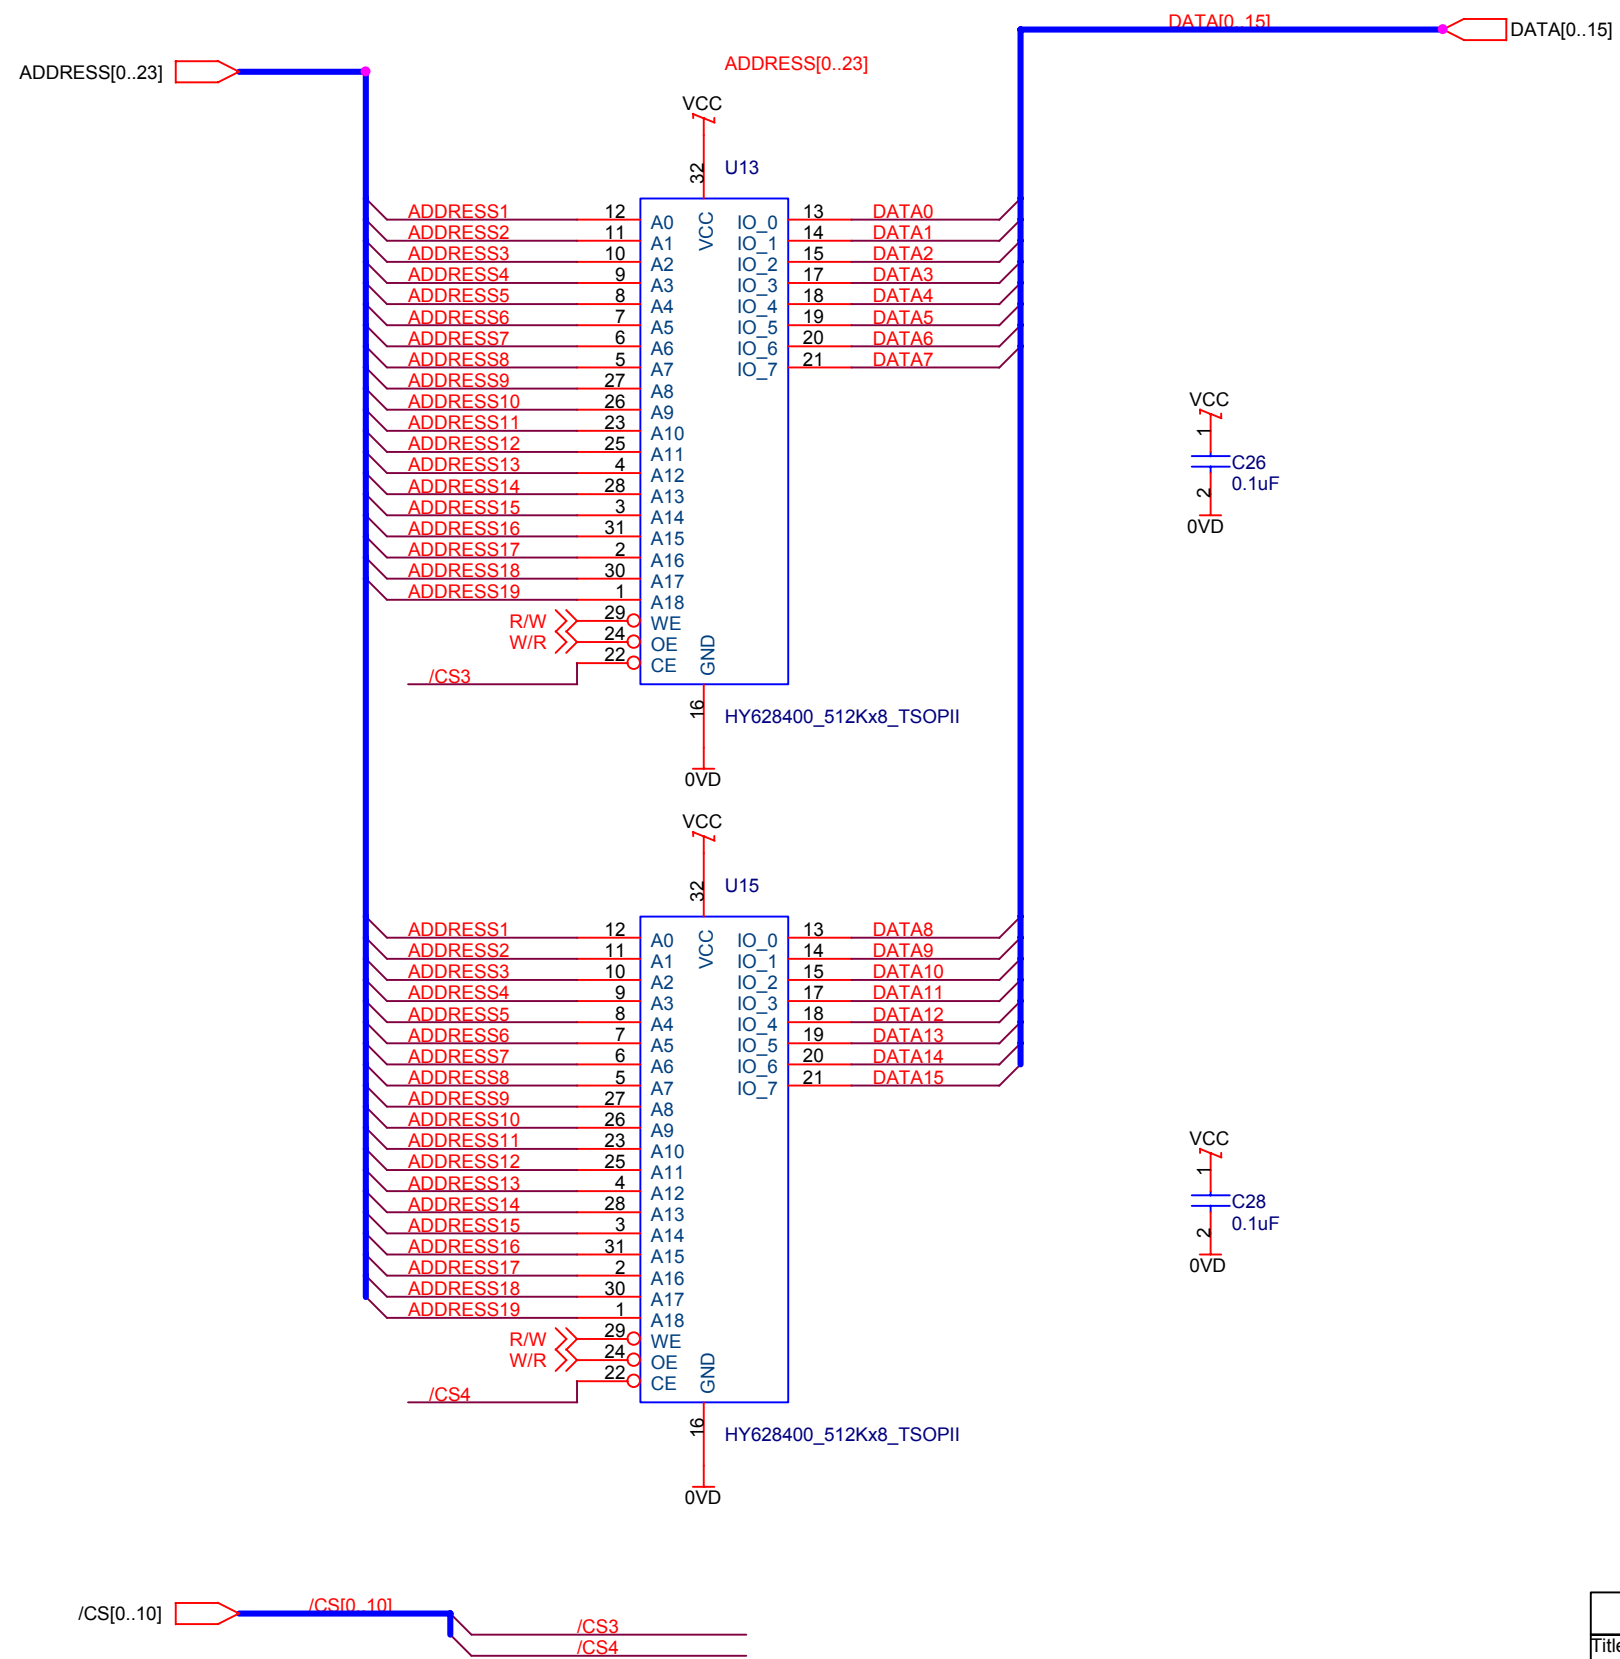 DATA[0..15]
DATA[0..15]
ADDRESS[0..23]
ADDRESS[0..23]
VCC
32
U13
ADDRESS1 12 A0 VCC IO_0 13 DATA0
ADDRESS2 11 A1 IO_1 14 DATA1
ADDRESS3 10 A2 IO_2 15 DATA2
ADDRESS4 9 A3 IO_3 17 DATA3
ADDRESS5 8 A4 IO_4 18 DATA4
ADDRESS6 7 A5 IO_5 19 DATA5
ADDRESS7 6 A6 IO_6 20 DATA6
ADDRESS8 5 A7 IO_7 21 DATA7
ADDRESS9 27 A8
ADDRESS10 26 A9
ADDRESS11 23 A10
ADDRESS12 25 A11
ADDRESS13 4 A12
ADDRESS14 28 A13
ADDRESS15 3 A14
ADDRESS16 31 A15
ADDRESS17 2 A16
ADDRESS18 30 A17
ADDRESS19 1 A18
R/W 29 WE
W/R 24 OE
/CS3 22 CE GND
16
HY628400_512Kx8_TSOPII
0VD
VCC
1
C26
0.1uF
2
0VD
VCC
32
U15
ADDRESS1 12 A0 VCC IO_0 13 DATA8
ADDRESS2 11 A1 IO_1 14 DATA9
ADDRESS3 10 A2 IO_2 15 DATA10
ADDRESS4 9 A3 IO_3 17 DATA11
ADDRESS5 8 A4 IO_4 18 DATA12
ADDRESS6 7 A5 IO_5 19 DATA13
ADDRESS7 6 A6 IO_6 20 DATA14
ADDRESS8 5 A7 IO_7 21 DATA15
ADDRESS9 27 A8
ADDRESS10 26 A9
ADDRESS11 23 A10
ADDRESS12 25 A11
ADDRESS13 4 A12
ADDRESS14 28 A13
ADDRESS15 3 A14
ADDRESS16 31 A15
ADDRESS17 2 A16
ADDRESS18 30 A17
ADDRESS19 1 A18
R/W 29 WE
W/R 24 OE
/CS4 22 CE GND
16
HY628400_512Kx8_TSOPII
0VD
VCC
1
C28
0.1uF
2
0VD
/CS[0..10]
/CS[0..10]
/CS3
/CS4